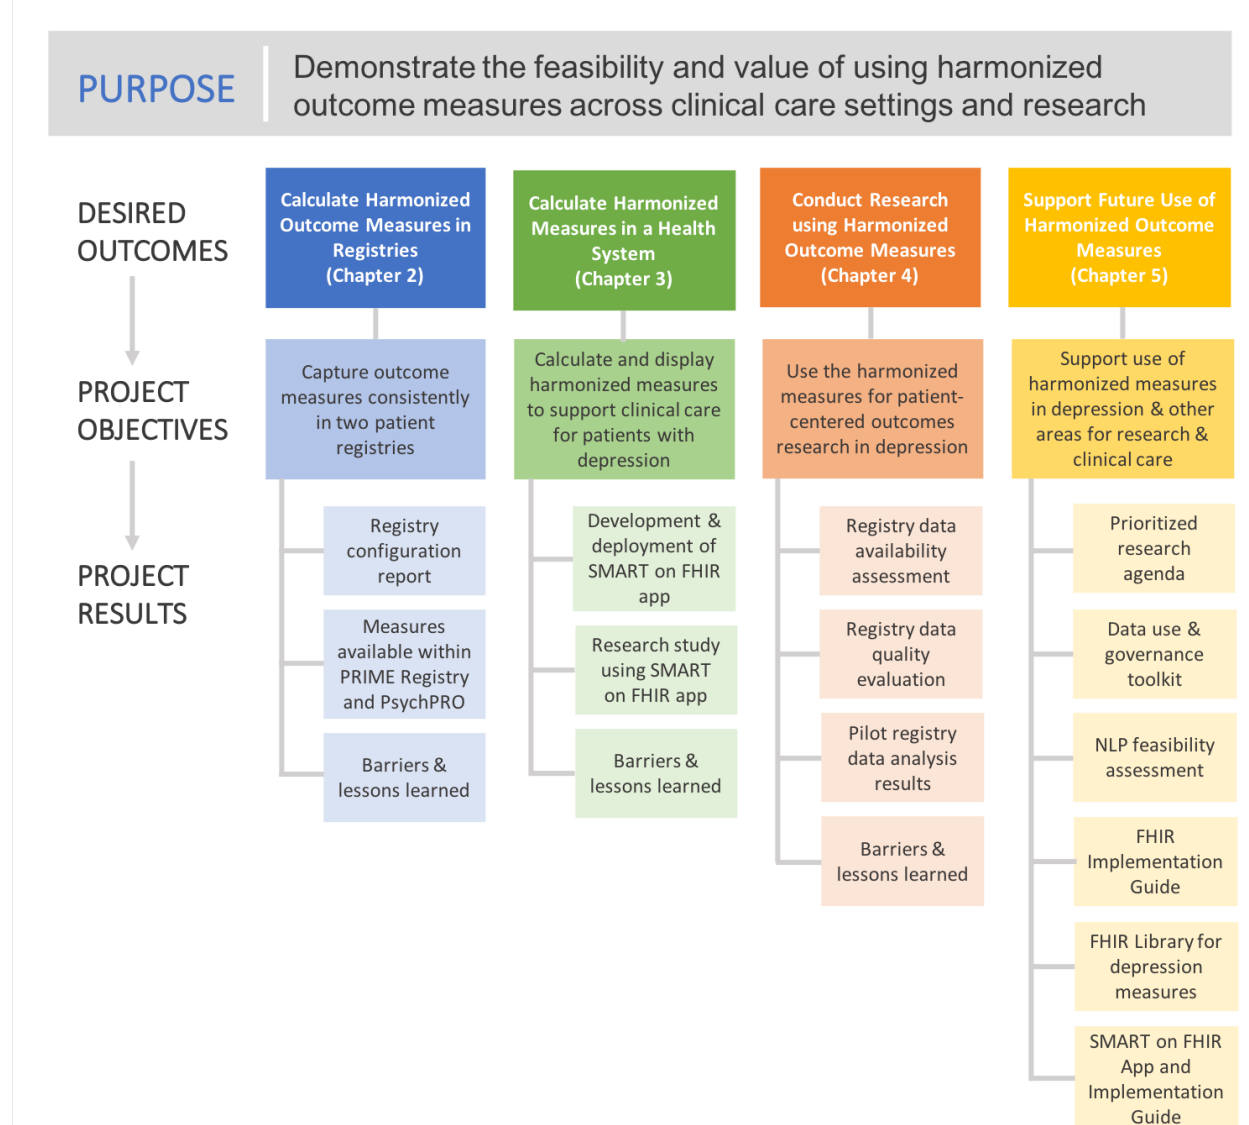 PURPOSE
Demonstrate the feasibility and value of using harmonized
outcome measures across clinical care settings and research
DESIRED
OUTCOMES
PROJECT
OBJECTIVES
PROJECT
RESULTS
Calculate Harmonized
Outcome Measures in
Registries
(Chapter 2)
Capture outcome
measures consistently
in two patient
registries
Registry
configuration
report
Measures
available within
PRIME Registry
and PsychPRO
Barriers &
lessons learned
Calculate Harmonized
Measures in a Health
System
(Chapter 3)
Calculate and display
harmonized measures
to support clinical care
for patients with
depression
Development &
deployment of
SMART on FHIR
app
Research study
using SMART
on FHIR app
Barriers &
lessons learned
Conduct Research
using Harmonized
Outcome Measures
(Chapter 4)
Use the harmonized
measures for patient-
centered outcomes
research in depression
Registry data
availability
assessment
Registry data
quality
evaluation
Pilot registry
data analysis
results
Barriers &
lessons learned
Support Future Use of
Harmonized Outcome
Measures
(Chapter 5)
Support use of
harmonized measures
in depression & other
areas for research &
clinical care
Prioritized
research
agenda
Data use &
governance
toolkit
NLP feasibility
assessment
FHIR
Implementation
Guide
FHIR Library for
depression
measures
SMART on FHIR
App and
Implementation
Guide